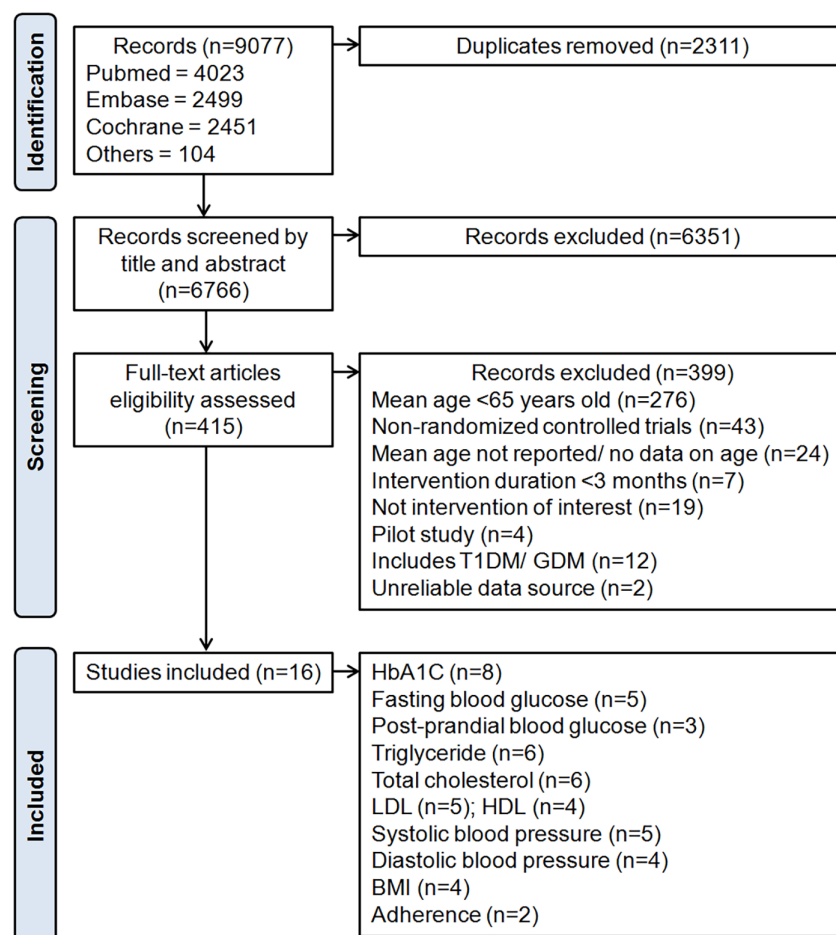 Identification
Records (n=9077)
Pubmed = 4023
Embase = 2499
Cochrane = 2451
Others = 104
Duplicates removed (n=2311)
Screening
Records screened by
title and abstract
(n=6766)
Records excluded (n=6351)
Full-text articles
eligibility assessed
(n=415)
Records excluded (n=399)
Mean age <65 years old (n=276)
Non-randomized controlled trials (n=43)
Mean age not reported/ no data on age (n=24)
Intervention duration <3 months (n=7)
Not intervention of interest (n=19)
Pilot study (n=4)
Includes T1DM/ GDM (n=12)
Unreliable data source (n=2)
Included
Studies included (n=16)
HbA1C (n=8)
Fasting blood glucose (n=5)
Post-prandial blood glucose (n=3)
Triglyceride (n=6)
Total cholesterol (n=6)
LDL (n=5); HDL (n=4)
Systolic blood pressure (n=5)
Diastolic blood pressure (n=4)
BMI (n=4)
Adherence (n=2)